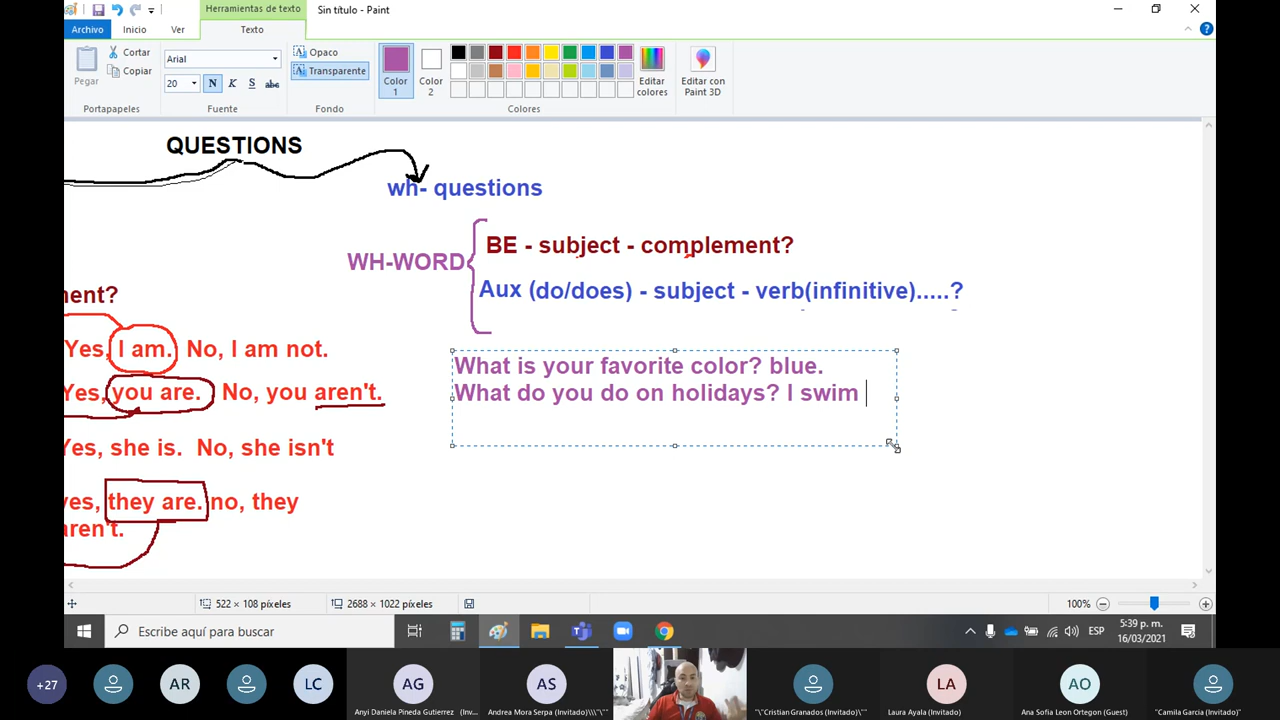 Herramientas de texto
Sin título - Paint
Archivo Inicio Ver Texto
Pegar
Cortar
Copiar
Portapapeles
Arial
20
N K S abc
Fuente
Opaco
Transparente
Fondo
Color 1
Color 2
Editar colores
Colores
Editar con Paint 3D
QUESTIONS
wh- questions
WH-WORD
BE - subject - complement?
Aux (do/does) - subject - verb(infinitive).....?
nent?
Yes, I am. No, I am not.
Yes, you are. No, you aren't.
Yes, she is. No, she isn't
yes, they are. no, they
aren't.
What is your favorite color? blue.
What do you do on holidays? I swim
522 × 108 píxeles
2688 × 1022 píxeles
100%
Escribe aquí para buscar
ESP
5:39 p. m.
16/03/2021
+27
AR
LC
AG
AS
LA
AO
Anyi Daniela Pineda Gutierrez (Inv...
Andrea Mora Serpa (Invitado)\\\"\"
"\"Cristian Granados (Invitado)\"
Laura Ayala (Invitado)
Ana Sofia Leon Ortegon (Guest)
"Camila Garcia (Invitado)